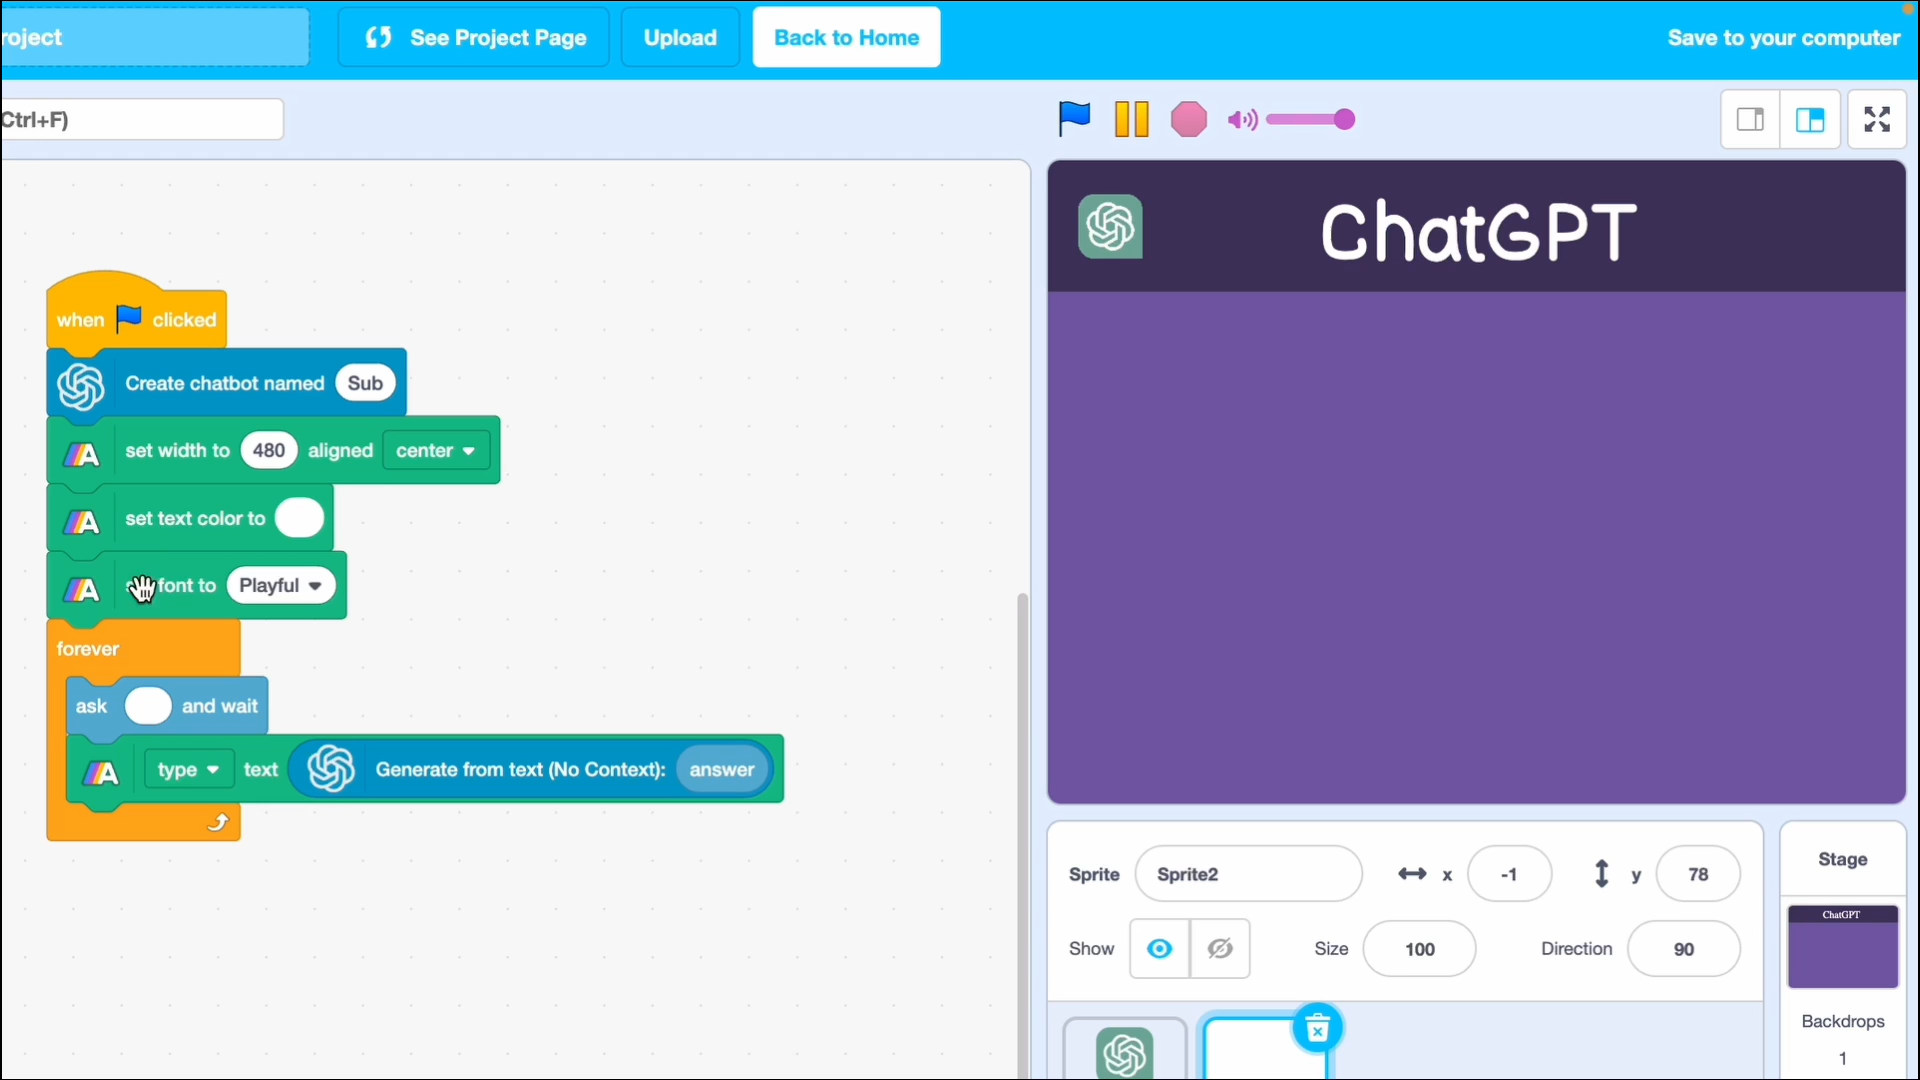 roject
See Project Page
Upload
Back to Home
Save to your computer
Ctrl+F)
ChatGPT
when clicked
Create chatbot named Sub
set width to 480 aligned center
set text color to
font to Playful
forever
ask and wait
type text Generate from text (No Context): answer
Sprite Sprite2 x -1 y 78
Show Size 100 Direction 90
Stage
ChatGPT
Backdrops
1